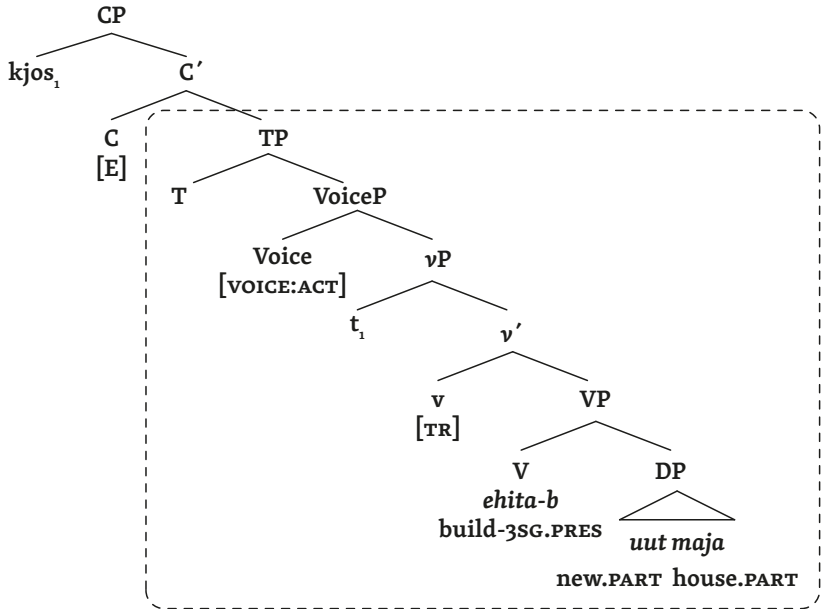 CP
kjos₁ C′
C TP
[E]
T VoiceP
Voice vP
[VOICE:ACT]
t₁ v′
v VP
[TR]
V DP
ehita-b
build-3SG.PRES uut maja
new.PART house.PART